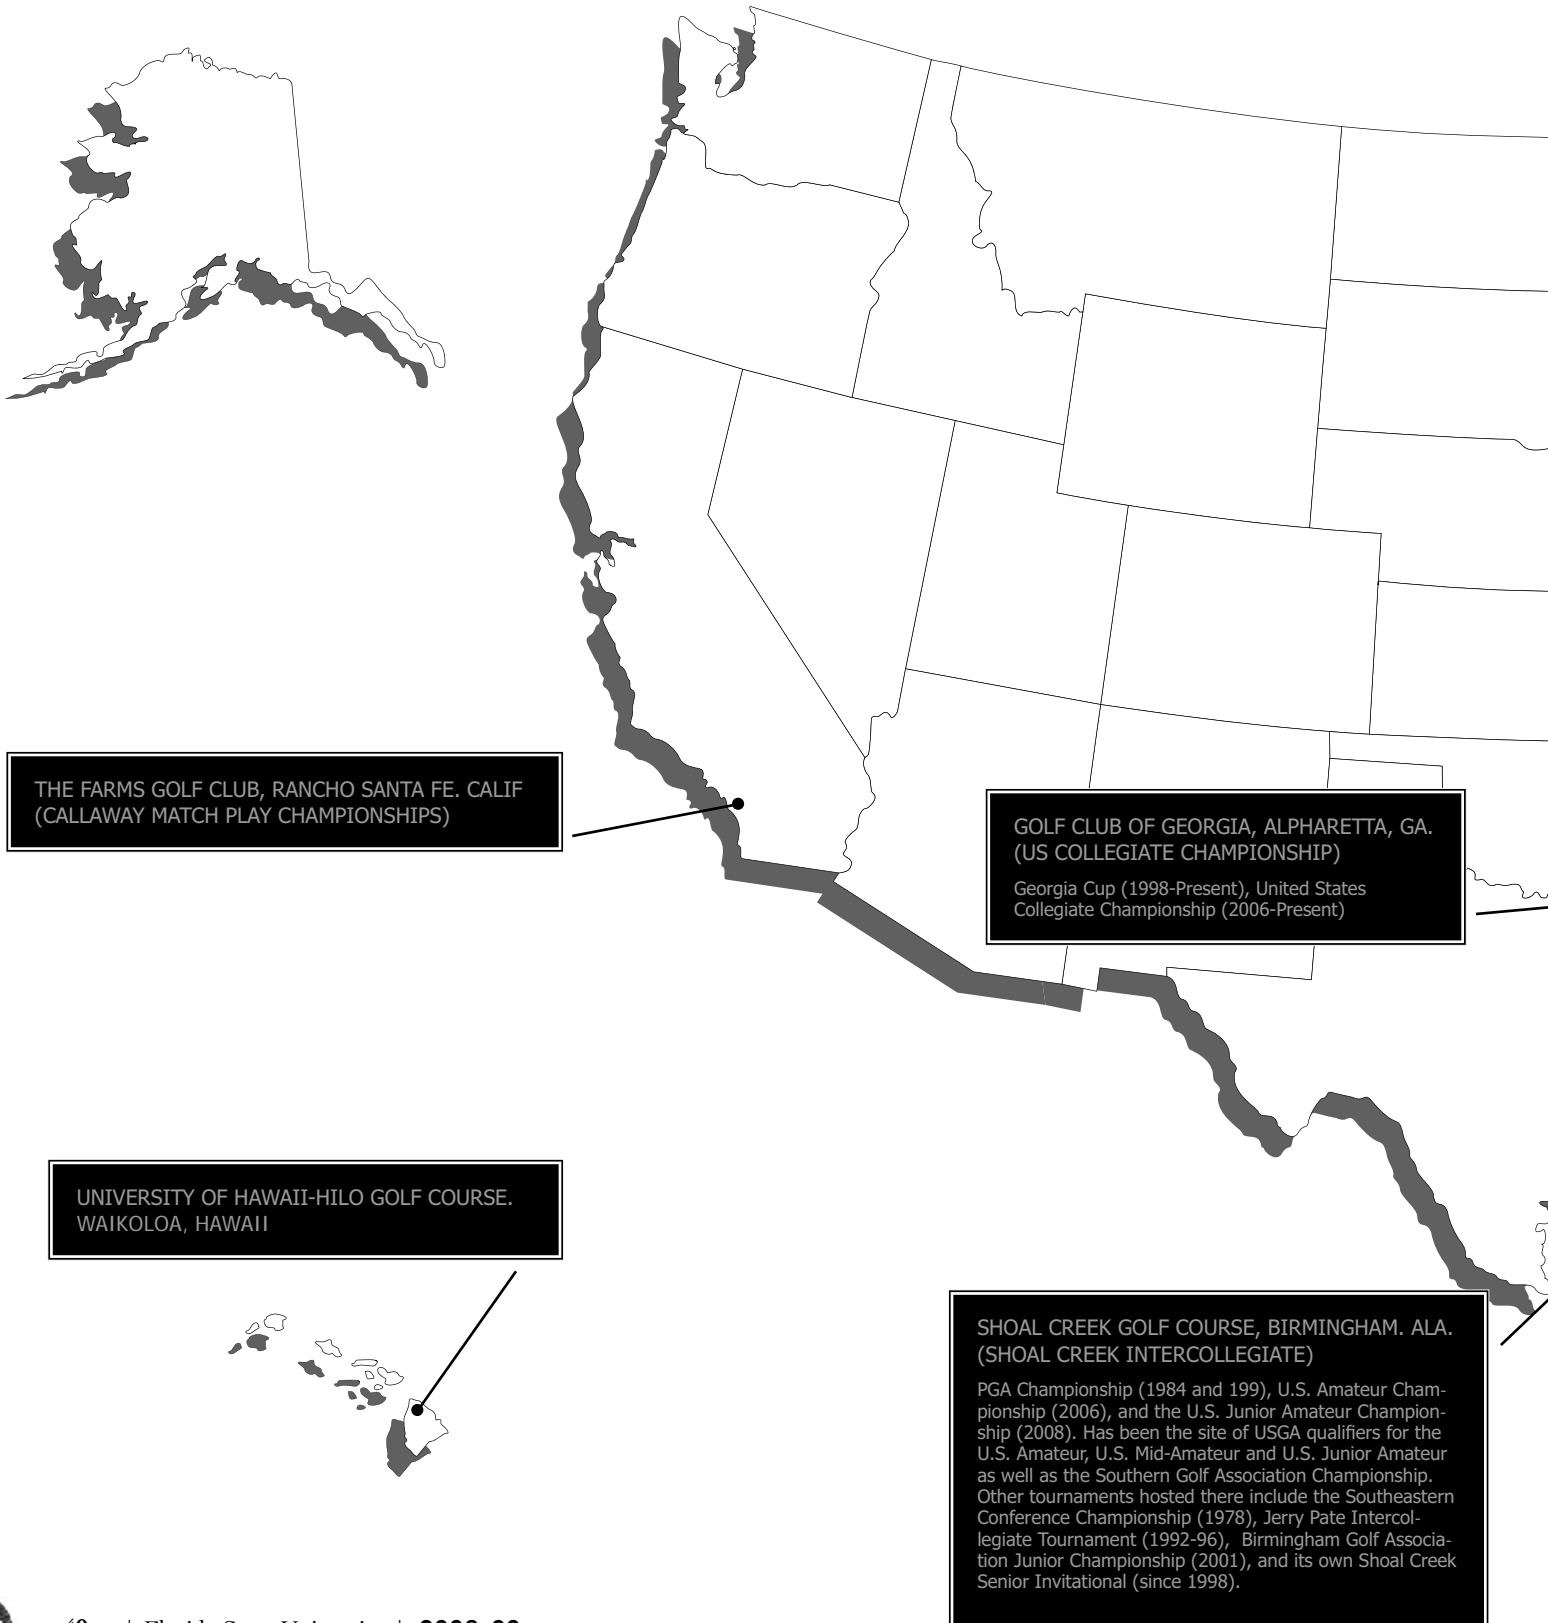 THE FARMS GOLF CLUB, RANCHO SANTA FE. CALIF
(CALLAWAY MATCH PLAY CHAMPIONSHIPS)
GOLF CLUB OF GEORGIA, ALPHARETTA, GA.
(US COLLEGIATE CHAMPIONSHIP)
Georgia Cup (1998-Present), United States
Collegiate Championship (2006-Present)
UNIVERSITY OF HAWAII-HILO GOLF COURSE.
WAIKOLOA, HAWAII
SHOAL CREEK GOLF COURSE, BIRMINGHAM. ALA.
(SHOAL CREEK INTERCOLLEGIATE)
PGA Championship (1984 and 199), U.S. Amateur Cham-
pionship (2006), and the U.S. Junior Amateur Champion-
ship (2008). Has been the site of USGA qualifiers for the
U.S. Amateur, U.S. Mid-Amateur and U.S. Junior Amateur
as well as the Southern Golf Association Championship.
Other tournaments hosted there include the Southeastern
Conference Championship (1978), Jerry Pate Intercol-
legiate Tournament (1992-96), Birmingham Golf Associa-
tion Junior Championship (2001), and its own Shoal Creek
Senior Invitational (since 1998).